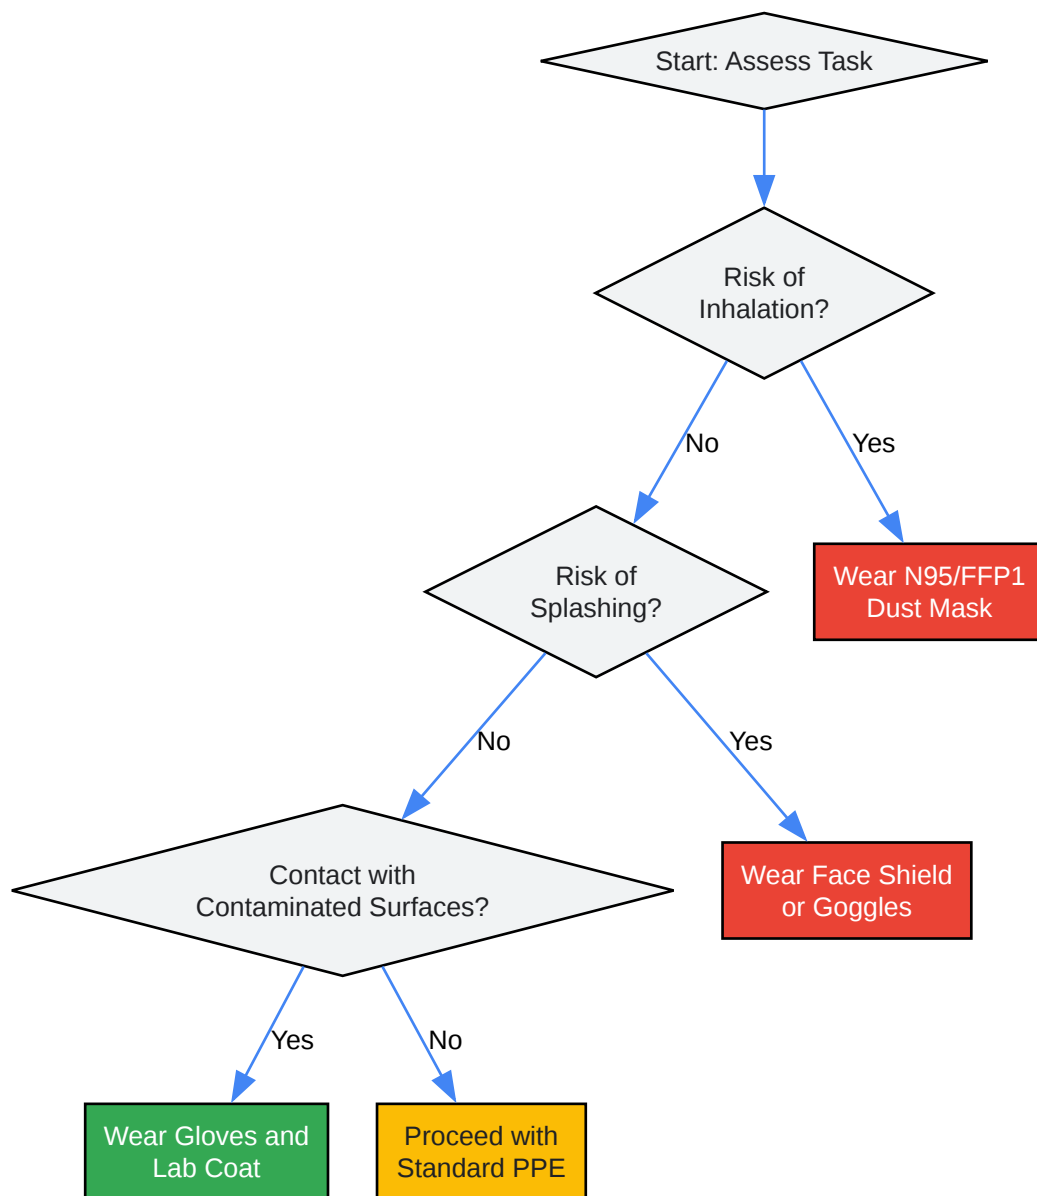 Start: Assess Task
Risk of
Inhalation?
No
Yes
Risk of
Splashing?
Wear N95/FFP1
Dust Mask
No
Yes
Contact with
Contaminated Surfaces?
Wear Face Shield
or Goggles
Yes
No
Wear Gloves and
Lab Coat
Proceed with
Standard PPE